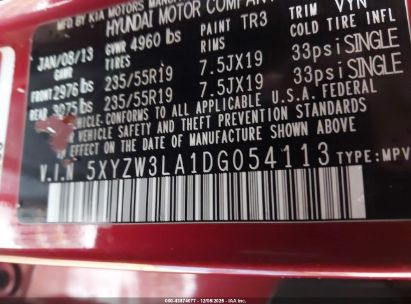 MFG BY KIA MOTORS MANUFAC
HYUNDAI MOTOR COMPANY
JAN/08/13 GVWR 4960 lbs PAINT TR3 TRIM VYN
GAWR TIRES RIMS COLD TIRE INFL
FRONT 2976 lbs 235/55R19 7.5JX19 33psi SINGLE
REAR 3075 lbs 235/55R19 7.5JX19 33psi SINGLE
VEHICLE CONFORMS TO ALL APPLICABLE U.S.A. FEDERAL
VEHICLE SAFETY AND THEFT PREVENTION STANDARDS
EFFECT ON THE DATE OF MANUFACTURE SHOWN ABOVE
V.I.N 5XYZW3LA1DG054113 TYPE:MPV